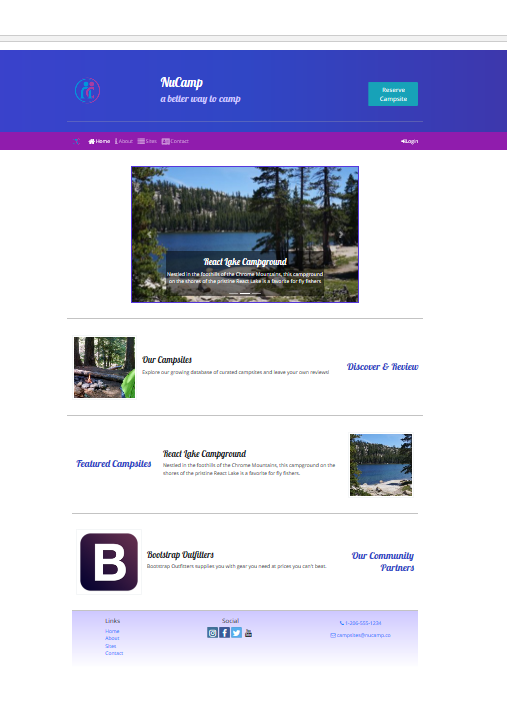 NuCamp
a better way to camp
Reserve
Campsite
Home
About
Sites
Contact
Login
React Lake Campground
Nestled in the foothills of the Chrome Mountains, this campground
on the shores of the pristine React Lake is a favorite for fly fishers.
Our Campsites
Explore our growing database of curated campsites and leave your own reviews!
Discover & Review
Featured Campsites
React Lake Campground
Nestled in the foothills of the Chrome Mountains, this campground on the
shores of the pristine React Lake is a favorite for fly fishers.
B
Bootstrap Outfitters
Bootstrap Outfitters supplies you with gear you need at prices you can't beat.
Our Community
Partners
Links
Home
About
Sites
Contact
Social
1-206-555-1234
campsites@nucamp.co